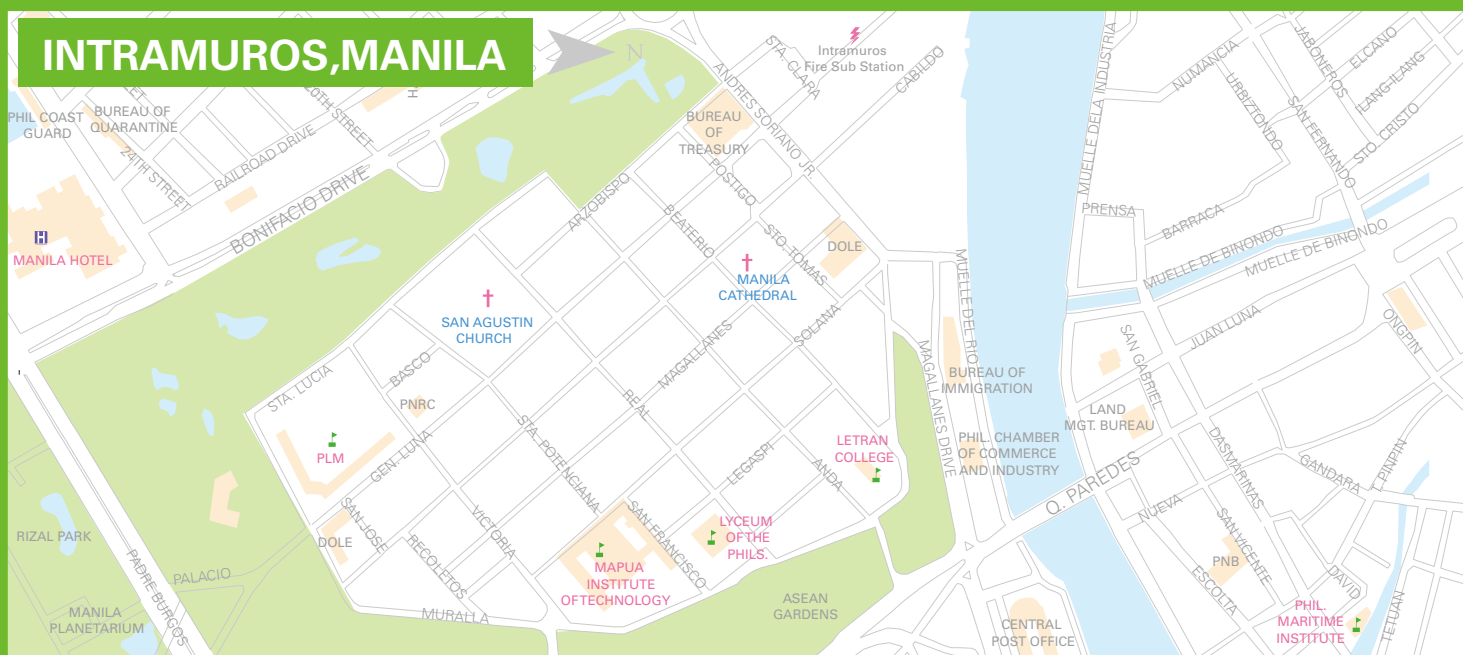 INTRAMUROS,MANILA
N
Intramuros
Fire Sub Station
STA. CLARA
CABILDO
ANDRES SORIANO JR.
PHIL COAST
GUARD
BUREAU OF
QUARANTINE
20TH STREET
24TH STREET
RAILROAD DRIVE
BONIFACIO DRIVE
MANILA HOTEL
BUREAU
OF
TREASURY
POSTIGO
ARZOBISPO
BEATERIO
STO. TOMAS
DOLE
MANILA
CATHEDRAL
SAN AGUSTIN
CHURCH
MAGALLANES
SOLANA
STA. LUCIA
BASCO
PNRC
REAL
PLM
GEN. LUNA
STA. POTENCIANA
LEGASPI
ANDA
LETRAN
COLLEGE
SAN JOSE
DOLE
RECOLETOS
VICTORIA
SAN FRANCISCO
LYCEUM
OFTHE
PHILS.
MAPUA
INSTITUTE
OFTECHNOLOGY
MURALLA
RIZAL PARK
PALACIO
PADRE BURGOS
MANILA
PLANETARIUM
ASEAN
GARDENS
MAGALLANES DRIVE
MUELLE DEL RIO
BUREAU OF
IMMIGRATION
PHIL. CHAMBER
OF COMMERCE
AND INDUSTRY
CENTRAL
POST OFFICE
MUELLE DELA INDUSTRIA
NUMANCIA
URBIZTONDO
JABONEROS
ELCANO
ILANG-ILANG
SAN FERNANDO
STO. CRISTO
PRENSA
BARRACA
MUELLE DE BINONDO
MUELLE DE BINONDO
JUAN LUNA
SAN GABRIEL
ONGPIN
LAND
MGT. BUREAU
DASMARINAS
Q. PAREDES
GANDARA
T. PINPIN
NUEVA
SAN VICENTE
PNB
ESCOLTA
DAVID
PHIL.
MARITIME
INSTITUTE
TETUAN